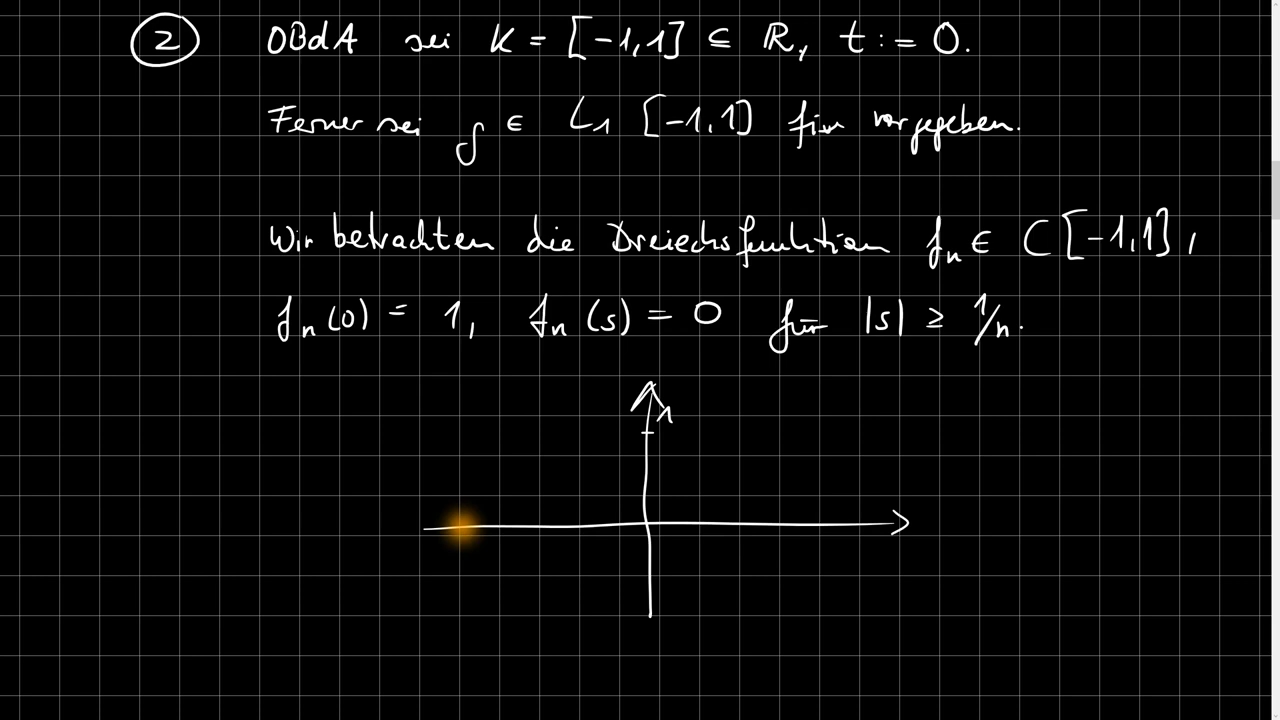 ② OBdA sei K = [-1,1] ⊆ ℝ, t := 0.
Ferner sei g ∈ L₁ [-1,1] fix vorgegeben.
Wir betrachten die Dreiecksfunktion fₙ ∈ C[-1,1],
fₙ(0) = 1, fₙ(s) = 0 für |s| ≥ 1/n.
1